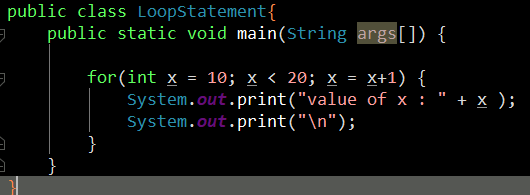 public class LoopStatement{
public static void main(String args[]) {
for(int x = 10; x < 20; x = x+1) {
System.out.print("value of x : " + x );
System.out.print("\n");
}
}
}